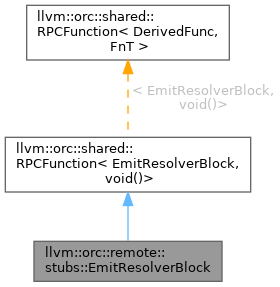 llvm::orc::shared::
RPCFunction< DerivedFunc,
FnT >
< EmitResolverBlock,
void()>
llvm::orc::shared::
RPCFunction< EmitResolverBlock,
void()>
llvm::orc::remote::
stubs::EmitResolverBlock